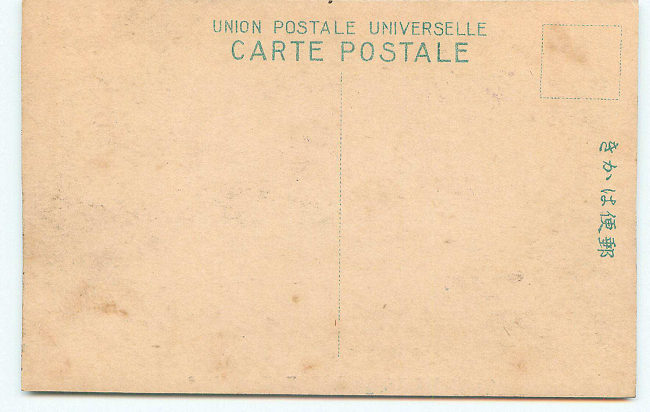 UNION POSTALE UNIVERSELLE
CARTE POSTALE
きかは便郵